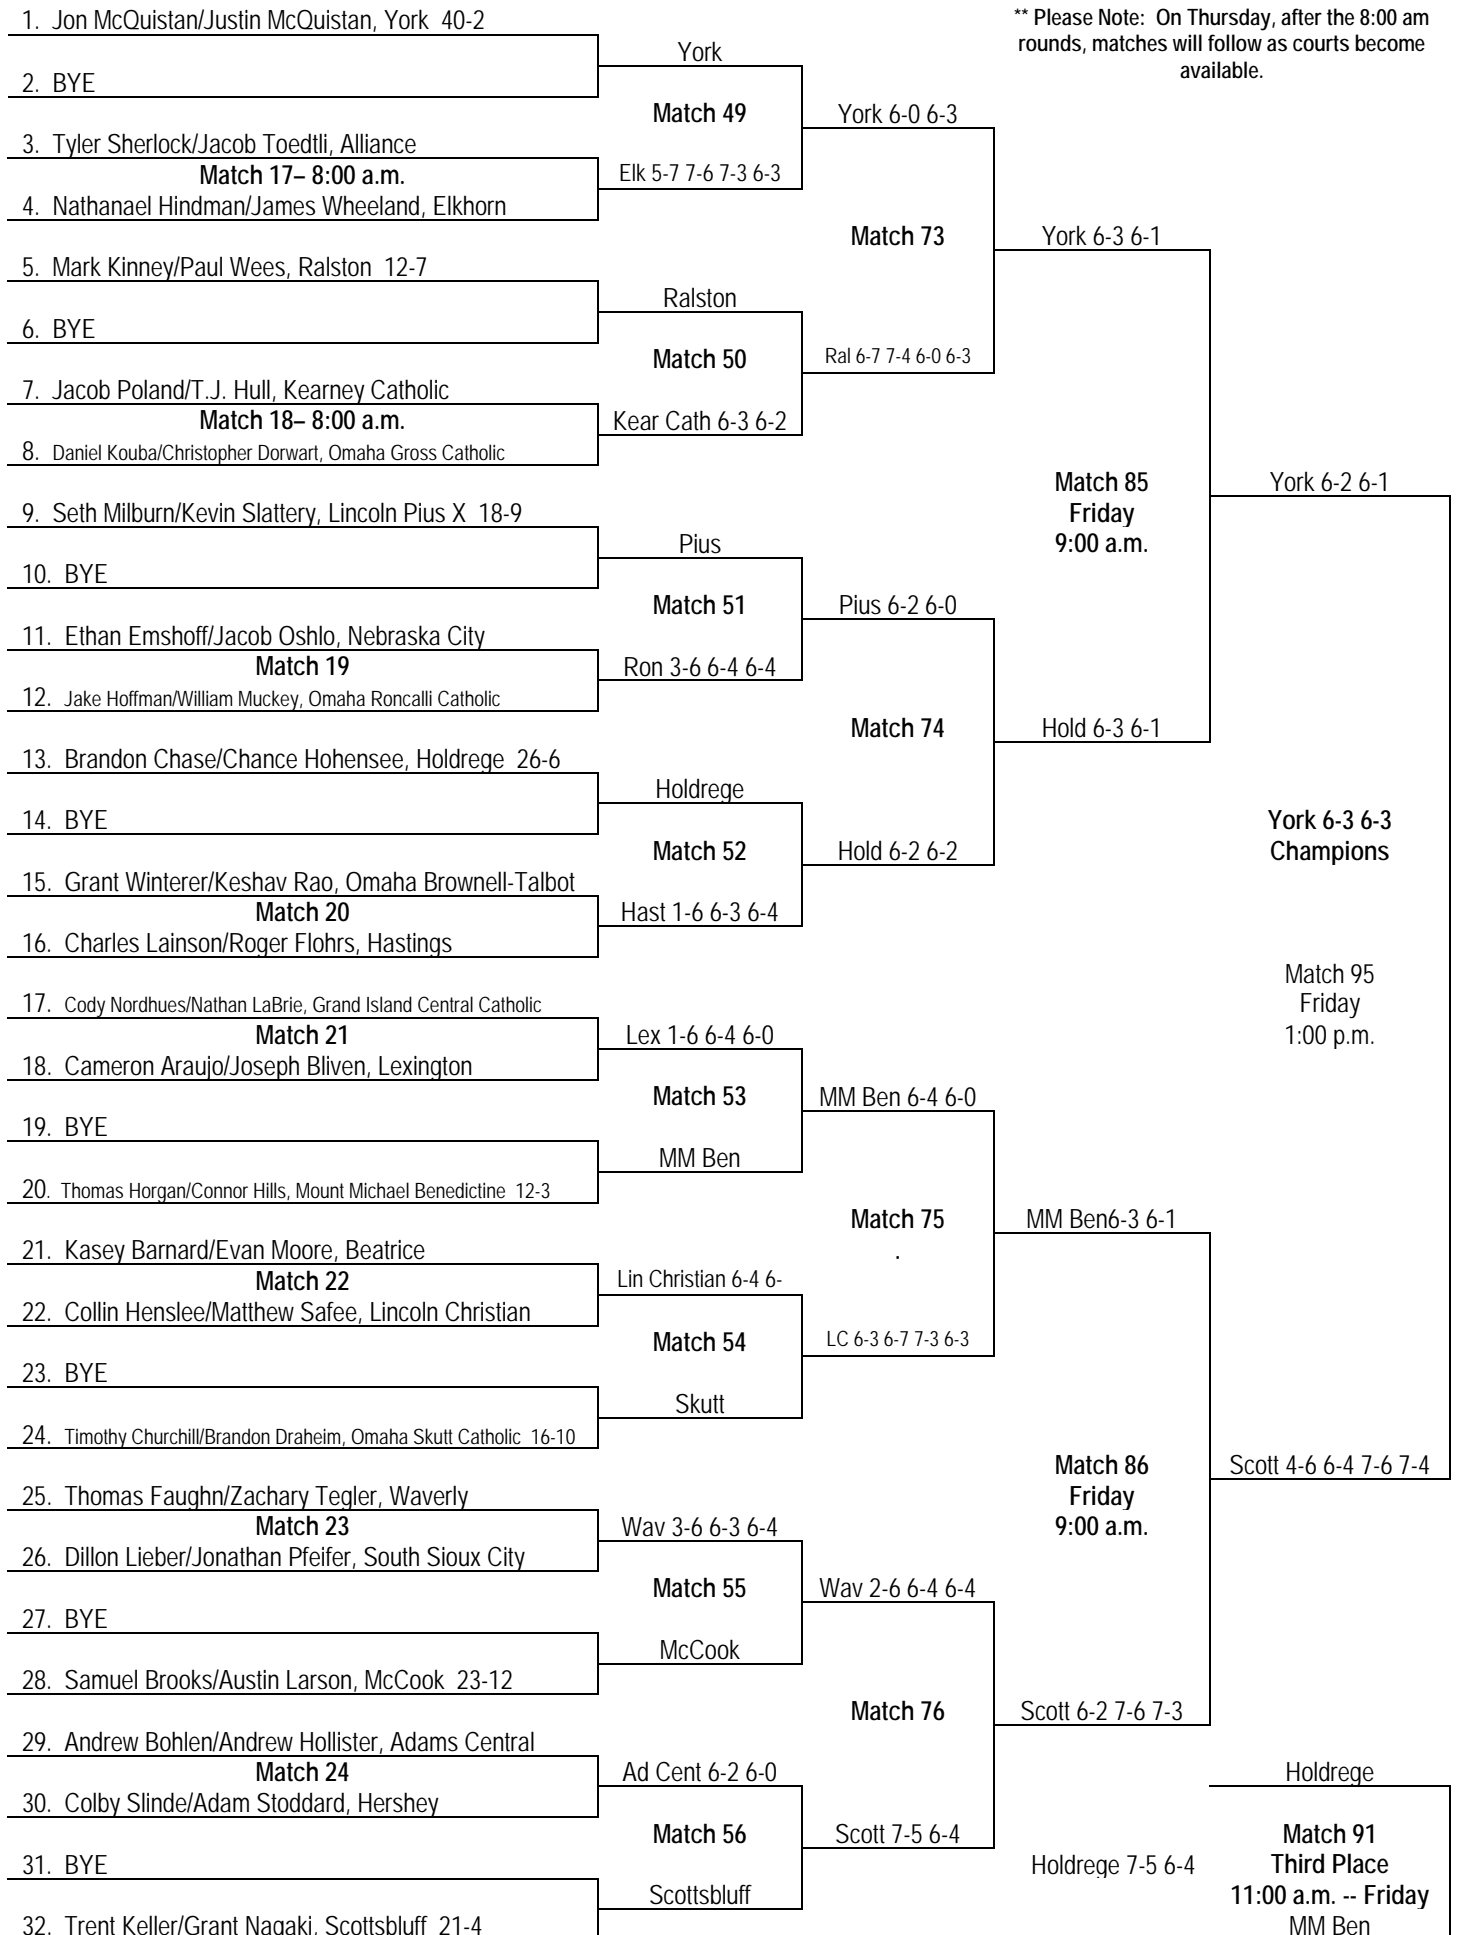 1. Jon McQuistan/Justin McQuistan, York 40-2
** Please Note: On Thursday, after the 8:00 am
rounds, matches will follow as courts become
available.
York
2. BYE
Match 49
York 6-0 6-3
3. Tyler Sherlock/Jacob Toedtli, Alliance
Match 17– 8:00 a.m.
Elk 5-7 7-6 7-3 6-3
4. Nathanael Hindman/James Wheeland, Elkhorn
Match 73
York 6-3 6-1
5. Mark Kinney/Paul Wees, Ralston 12-7
Ralston
6. BYE
Match 50
Ral 6-7 7-4 6-0 6-3
7. Jacob Poland/T.J. Hull, Kearney Catholic
Match 18– 8:00 a.m.
Kear Cath 6-3 6-2
8. Daniel Kouba/Christopher Dorwart, Omaha Gross Catholic
Match 85
Friday
9:00 a.m.
York 6-2 6-1
9. Seth Milburn/Kevin Slattery, Lincoln Pius X 18-9
Pius
10. BYE
Match 51
Pius 6-2 6-0
11. Ethan Emshoff/Jacob Oshlo, Nebraska City
Match 19
Ron 3-6 6-4 6-4
12. Jake Hoffman/William Muckey, Omaha Roncalli Catholic
Match 74
Hold 6-3 6-1
13. Brandon Chase/Chance Hohensee, Holdrege 26-6
Holdrege
14. BYE
York 6-3 6-3
Champions
Match 52
Hold 6-2 6-2
15. Grant Winterer/Keshav Rao, Omaha Brownell-Talbot
Match 20
Hast 1-6 6-3 6-4
16. Charles Lainson/Roger Flohrs, Hastings
Match 95
Friday
1:00 p.m.
17. Cody Nordhues/Nathan LaBrie, Grand Island Central Catholic
Match 21
Lex 1-6 6-4 6-0
18. Cameron Araujo/Joseph Bliven, Lexington
Match 53
MM Ben 6-4 6-0
19. BYE
MM Ben
20. Thomas Horgan/Connor Hills, Mount Michael Benedictine 12-3
Match 75
.
MM Ben6-3 6-1
21. Kasey Barnard/Evan Moore, Beatrice
Match 22
Lin Christian 6-4 6-
22. Collin Henslee/Matthew Safee, Lincoln Christian
Match 54
LC 6-3 6-7 7-3 6-3
23. BYE
Skutt
24. Timothy Churchill/Brandon Draheim, Omaha Skutt Catholic 16-10
Match 86
Friday
9:00 a.m.
Scott 4-6 6-4 7-6 7-4
25. Thomas Faughn/Zachary Tegler, Waverly
Match 23
Wav 3-6 6-3 6-4
26. Dillon Lieber/Jonathan Pfeifer, South Sioux City
Match 55
Wav 2-6 6-4 6-4
27. BYE
McCook
28. Samuel Brooks/Austin Larson, McCook 23-12
Match 76
Scott 6-2 7-6 7-3
29. Andrew Bohlen/Andrew Hollister, Adams Central
Match 24
Ad Cent 6-2 6-0
Holdrege
30. Colby Slinde/Adam Stoddard, Hershey
Match 56
Scott 7-5 6-4
Match 91
Third Place
11:00 a.m. -- Friday
31. BYE
Holdrege 7-5 6-4
Scottsbluff
32. Trent Keller/Grant Nagaki, Scottsbluff 21-4
MM Ben